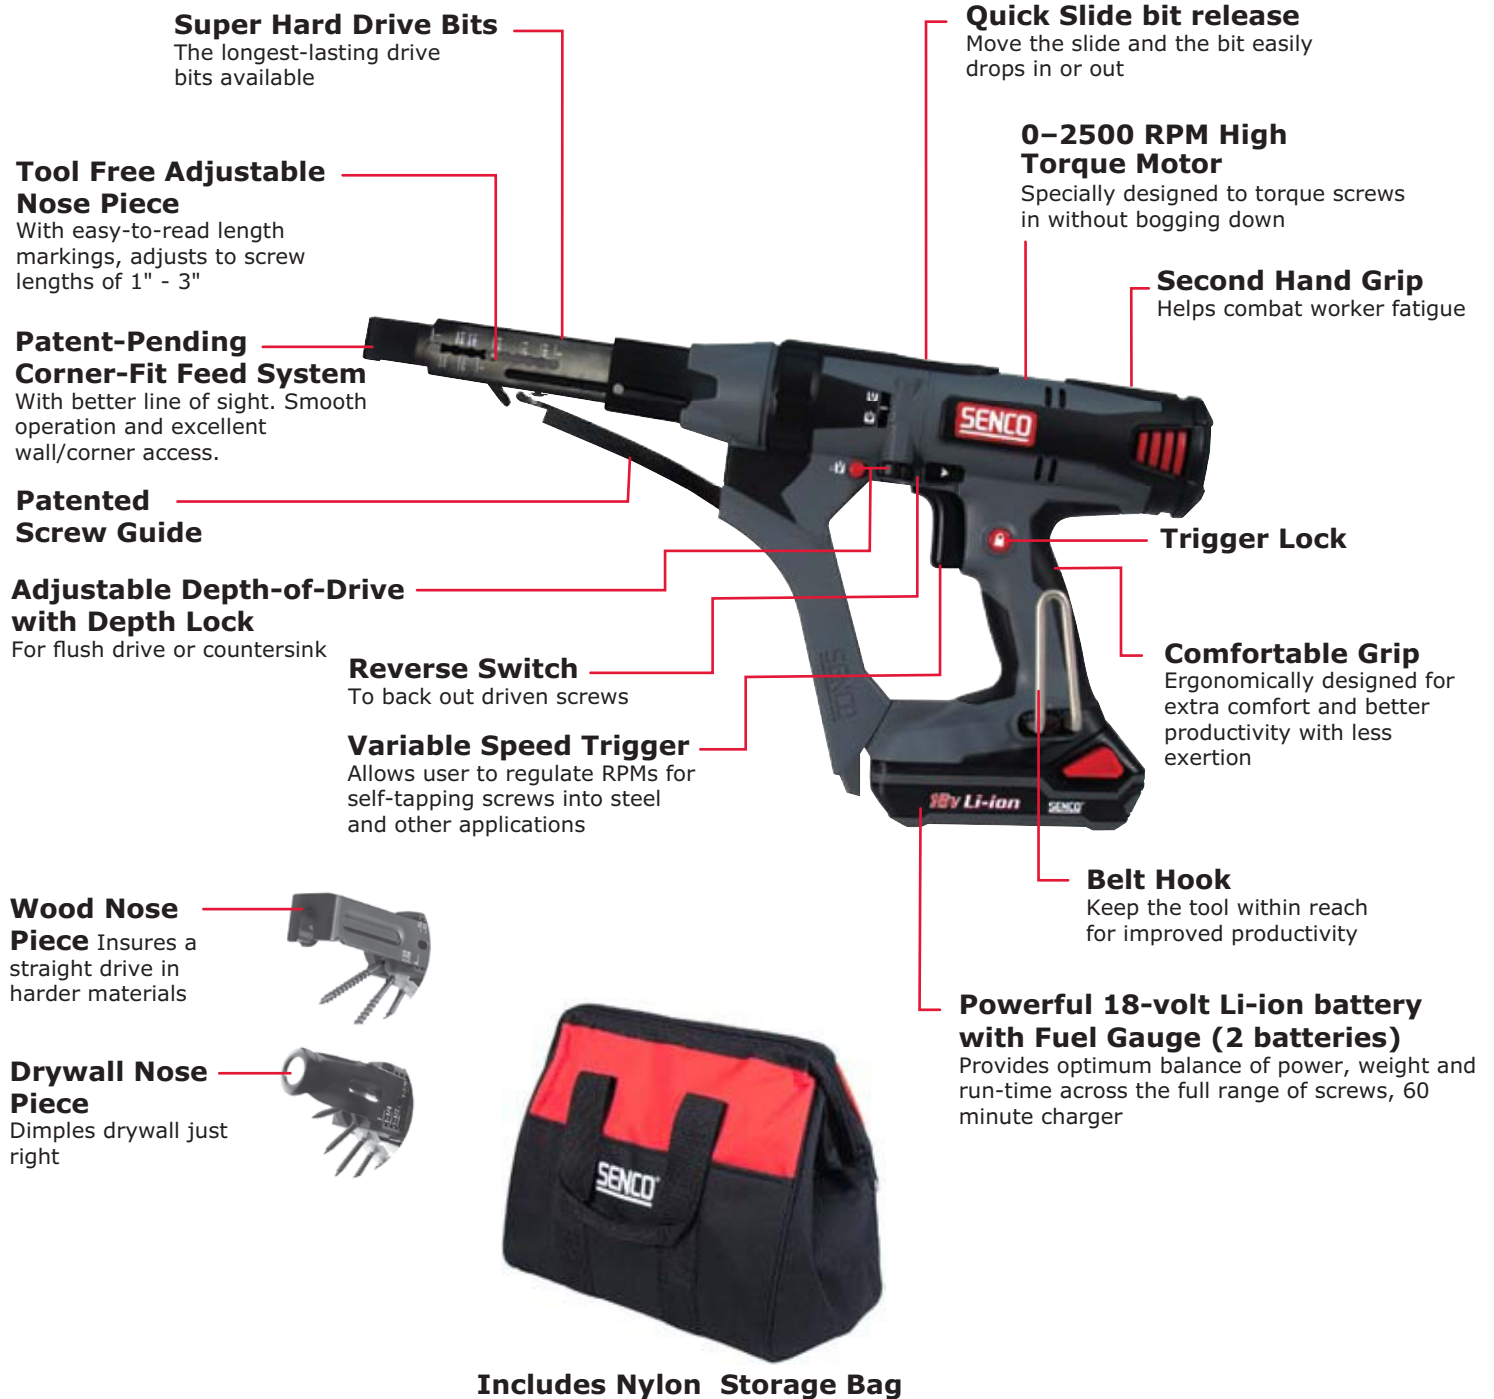 Super Hard Drive Bits
The longest-lasting drive
bits available
Quick Slide bit release
Move the slide and the bit easily
drops in or out
0–2500 RPM High
Torque Motor
Specially designed to torque screws
in without bogging down
Tool Free Adjustable
Nose Piece
With easy-to-read length
markings, adjusts to screw
lengths of 1" - 3"
Second Hand Grip
Helps combat worker fatigue
Patent-Pending
Corner-Fit Feed System
With better line of sight. Smooth
operation and excellent
wall/corner access.
SENCO
Patented
Screw Guide
Trigger Lock
Adjustable Depth-of-Drive
with Depth Lock
For flush drive or countersink
SENCO
Reverse Switch
To back out driven screws
Comfortable Grip
Ergonomically designed for
extra comfort and better
productivity with less
exertion
Variable Speed Trigger
Allows user to regulate RPMs for
self-tapping screws into steel
and other applications
18v Li-ion SENCO
Belt Hook
Keep the tool within reach
for improved productivity
Wood Nose
Piece Insures a
straight drive in
harder materials
Powerful 18-volt Li-ion battery
with Fuel Gauge (2 batteries)
Provides optimum balance of power, weight and
run-time across the full range of screws, 60
minute charger
Drywall Nose
Piece
Dimples drywall just
right
SENCO
Includes Nylon Storage Bag